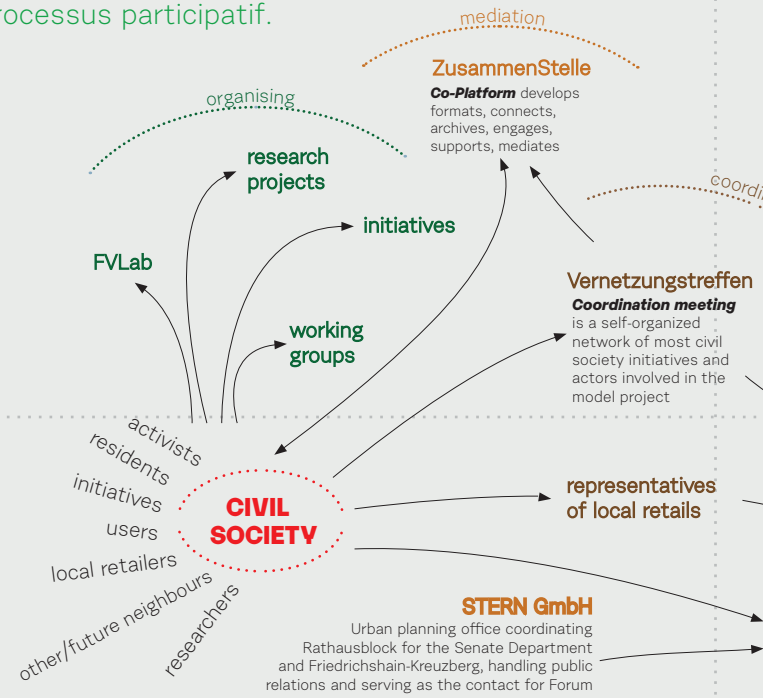 rocessus participatif.
mediation
ZusammenStelle
Co-Platform develops
formats, connects,
archives, engages,
supports, mediates
organising
research
projects
initiatives
FVLab
working
groups
Vernetzungstreffen
Coordination meeting
is a self-organized
network of most civil
society initiatives and
actors involved in the
model project
activists
residents
initiatives
users
local retailers
other/future neighbours
researchers
CIVIL
SOCIETY
representatives
of local retails
STERN GmbH
Urban planning office coordinating
Rathausblock for the Senate Department
and Friedrichshain-Kreuzberg, handling public
relations and serving as the contact for Forum